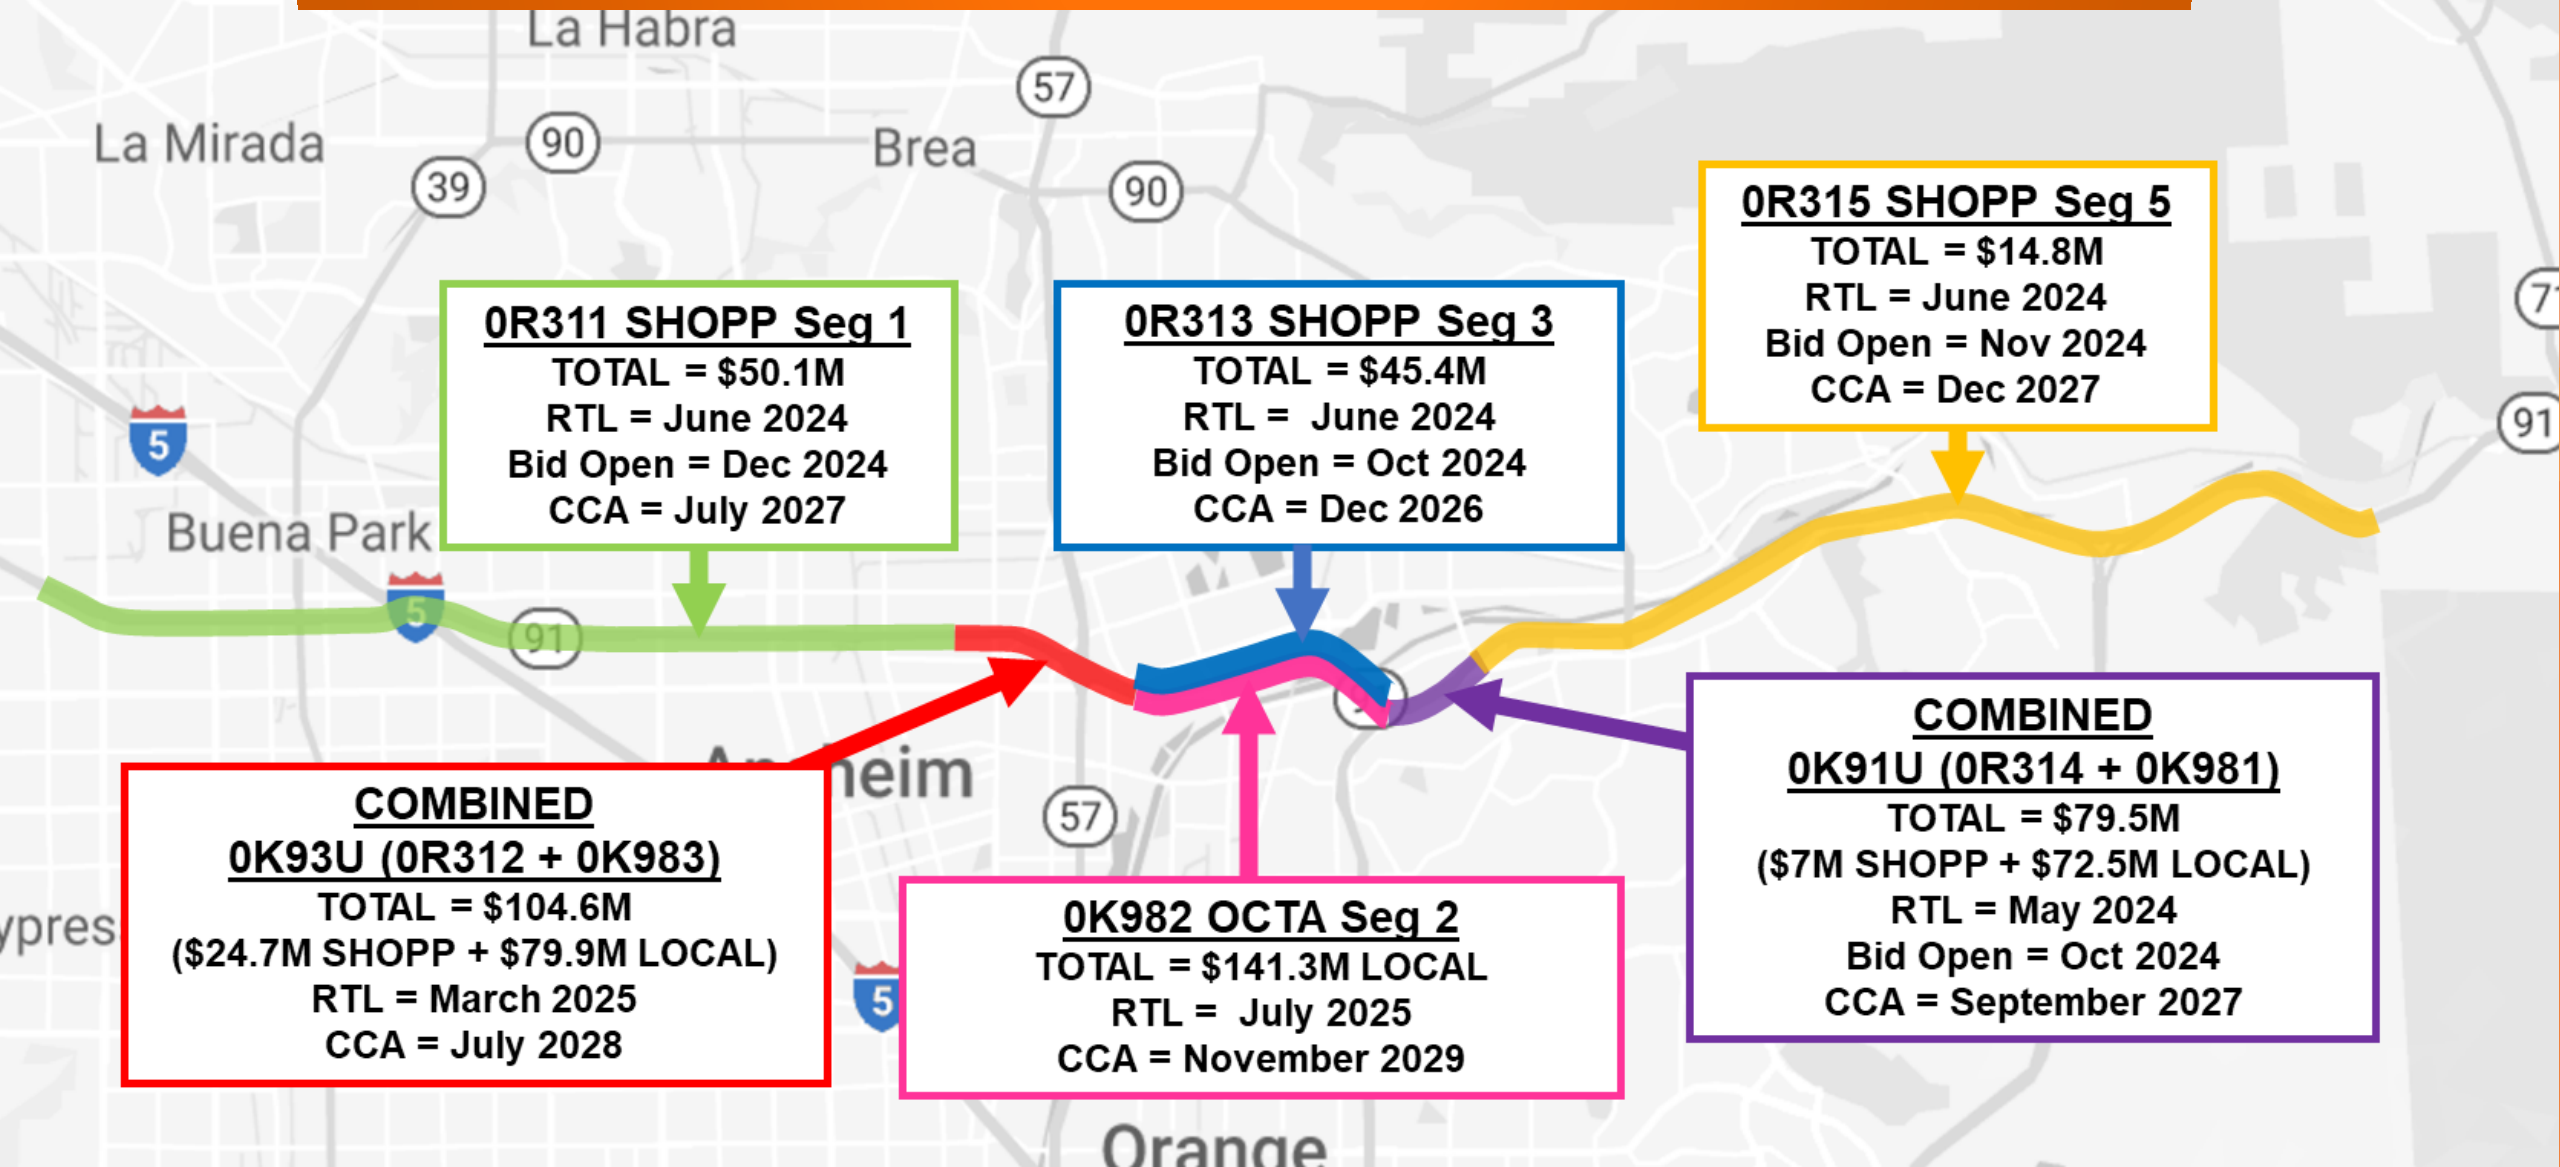 La Habra
57
La Mirada
90
Brea
39
90
0R315 SHOPP Seg 5
TOTAL = $14.8M
RTL = June 2024
Bid Open = Nov 2024
CCA = Dec 2027
0R311 SHOPP Seg 1
TOTAL = $50.1M
RTL = June 2024
Bid Open = Dec 2024
CCA = July 2027
0R313 SHOPP Seg 3
TOTAL = $45.4M
RTL =  June 2024
Bid Open = Oct 2024
CCA = Dec 2026
91
5
Buena Park
5
91
COMBINED
0K91U (0R314 + 0K981)
TOTAL = $79.5M
($7M SHOPP + $72.5M LOCAL)
RTL = May 2024
Bid Open = Oct 2024
CCA = September 2027
Anaheim
57
COMBINED
0K93U (0R312 + 0K983)
TOTAL = $104.6M
($24.7M SHOPP + $79.9M LOCAL)
RTL = March 2025
CCA = July 2028
0K982 OCTA Seg 2
TOTAL = $141.3M LOCAL
RTL =  July 2025
CCA = November 2029
5
Orange